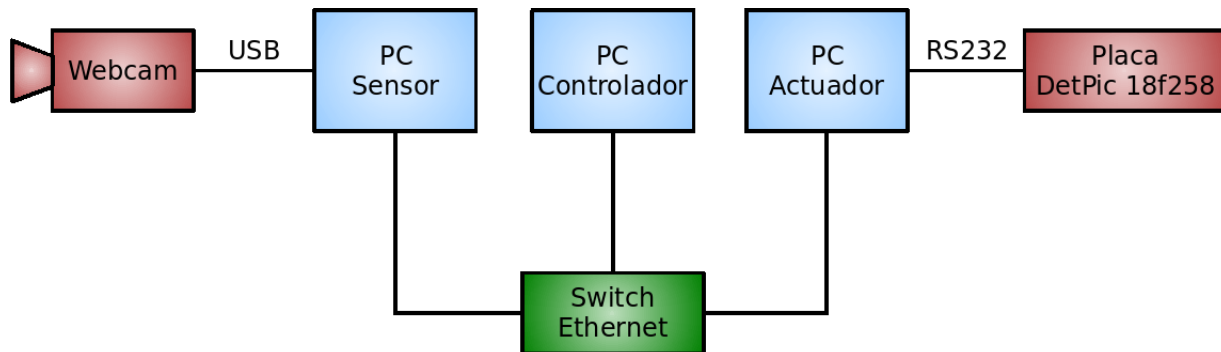 Webcam
USB
PC
Sensor
PC
Controlador
PC
Actuador
RS232
Placa
DetPic 18f258
Switch
Ethernet